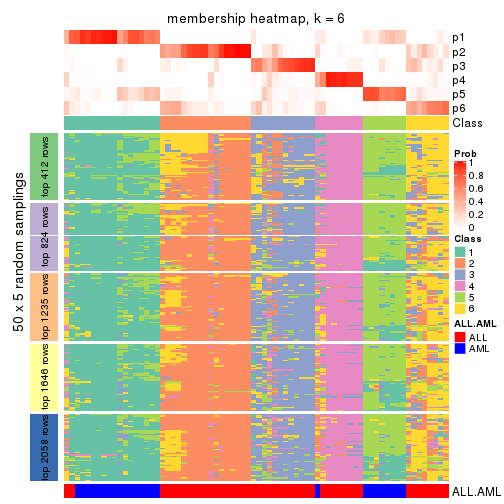 membership heatmap, k = 6
p1
p2
p3
p4
p5
p6
Class
50 x 5 random samplings
top 412 rows
top 824 rows
top 1235 rows
top 1646 rows
top 2058 rows
Prob
1
0.8
0.6
0.4
0.2
0
Class
1
2
3
4
5
6
ALL.AML
ALL
AML
ALL.AML